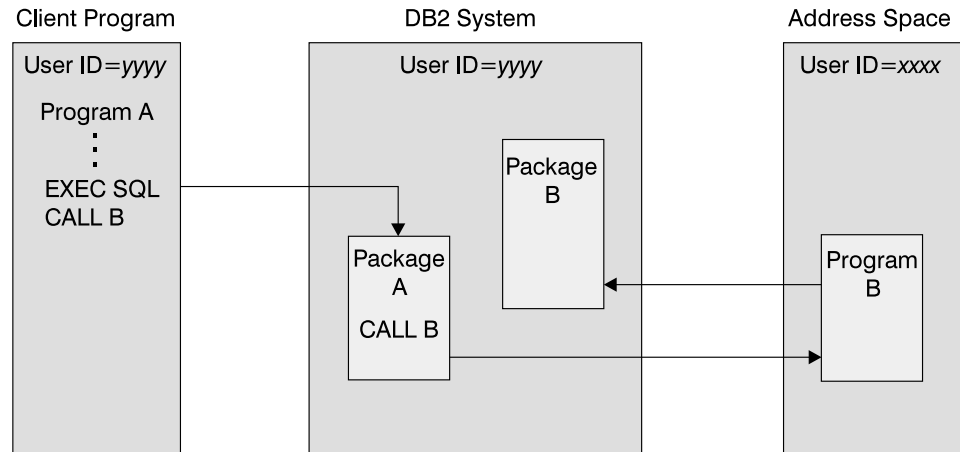 Client Program
User ID=yyyy
Program A
EXEC SQL
CALL B
DB2 System
User ID=yyyy
Package
A
CALL B
Package
B
Address Space
User ID=xxxx
Program
B